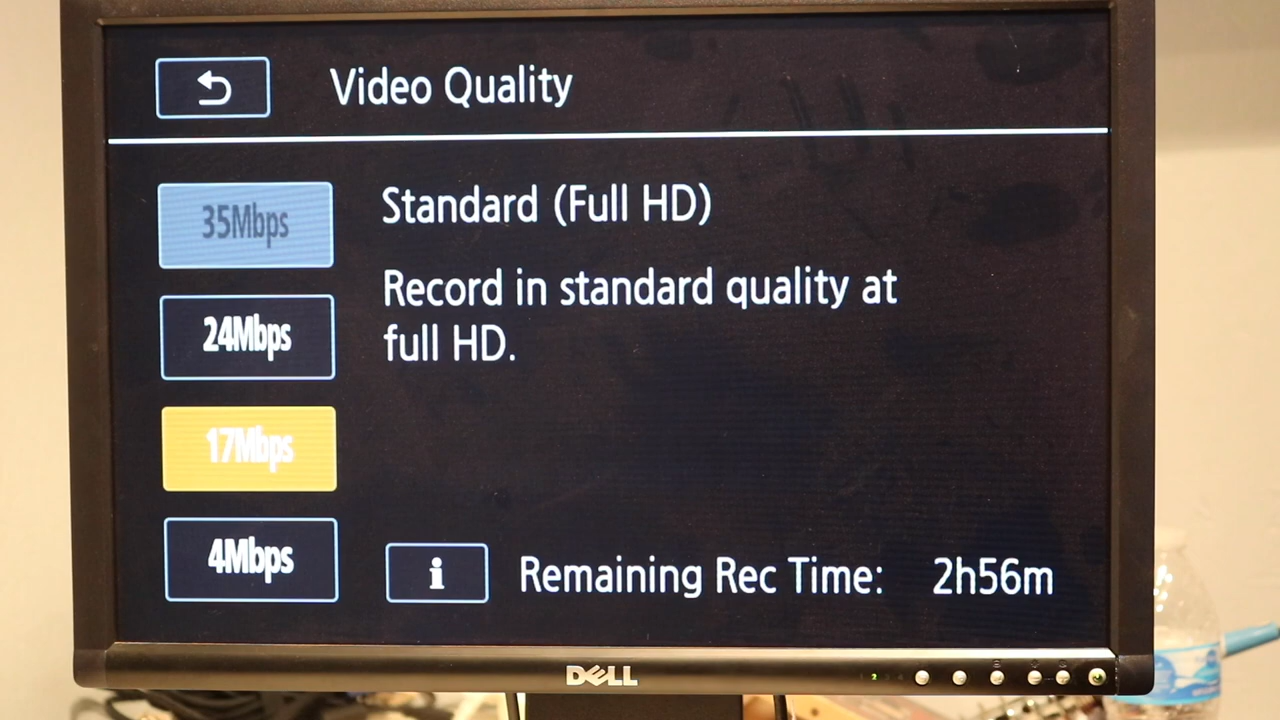 Video Quality
35Mbps
Standard (Full HD)
Record in standard quality at
full HD.
24Mbps
17Mbps
4Mbps
i
Remaining Rec Time: 2h56m
DELL